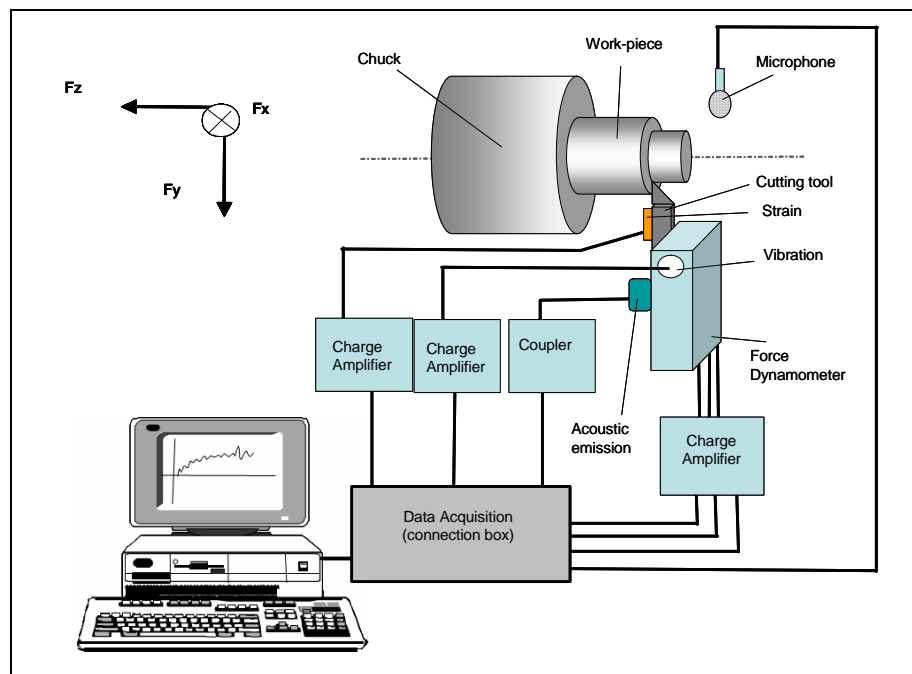 Work-piece
Chuck
Microphone
Fz
Fx
Fy
Cutting tool
Strain
Vibration
Charge
Amplifier
Charge
Amplifier
Coupler
Force
Dynamometer
Acoustic
emission
Charge
Amplifier
Data Acquisition
(connection box)